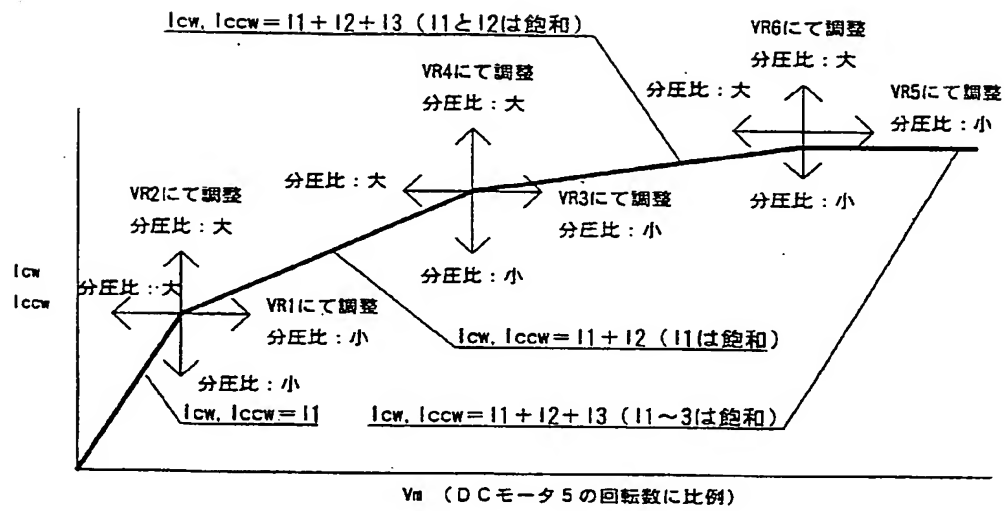 Icw, Iccw＝I1＋I2＋I3（I1とI2は飽和）
VR6にて調整
分圧比：大
VR4にて調整
分圧比：大
分圧比：大
VR5にて調整
分圧比：小
分圧比：大
VR2にて調整
分圧比：大
VR3にて調整
分圧比：小
分圧比：小
Icw
Iccw
分圧比：大
分圧比：小
VR1にて調整
分圧比：小
Icw, Iccw＝I1＋I2（I1は飽和）
分圧比：小
Icw, Iccw＝I1
Icw, Iccw＝I1＋I2＋I3（I1～3は飽和）
Vm （DCモータ5の回転数に比例）